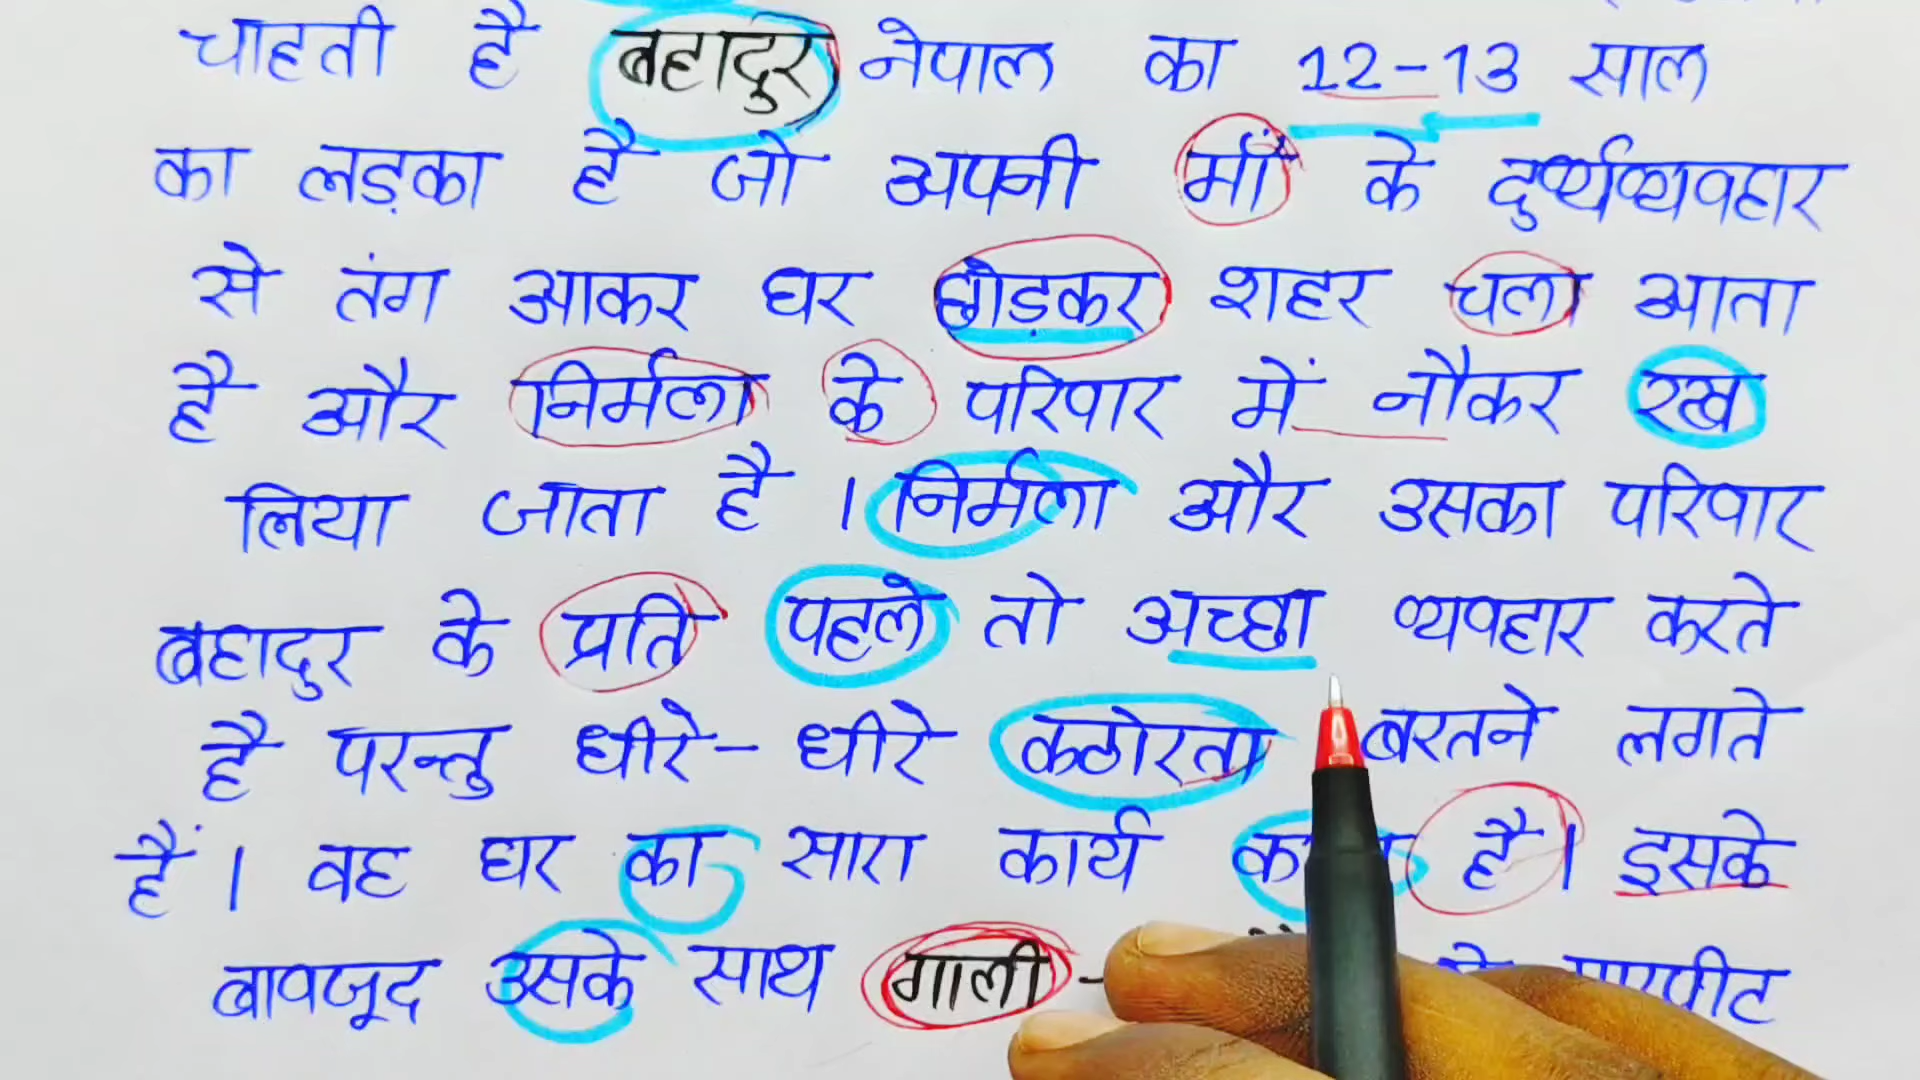 चाहती है बहादुर नेपाल का 12-13 साल
का लड़का है जो अपनी माँ के दुर्व्यव्यवहार
से तंग आकर घर छोड़कर शहर चला आता
है और निर्मला के परिवार में नौकर रख
लिया जाता है । निर्मला और उसका परिवार
बहादुर के प्रति पहले तो अच्छा व्यवहार करते
है परन्तु धीरे-धीरे कठोरता बरतने लगते
हैं । वह घर का सारा कार्य है । इसके
बावजूद उसके साथ गाली -